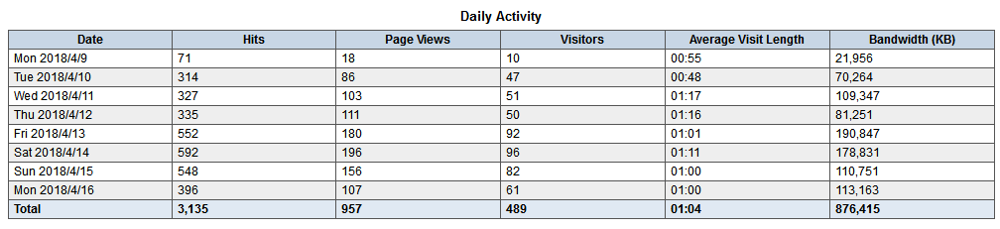 Daily Activity
Date Hits Page Views Visitors Average Visit Length Bandwidth (KB)
Mon 2018/4/9 71 18 10 00:55 21,956
Tue 2018/4/10 314 86 47 00:48 70,264
Wed 2018/4/11 327 103 51 01:17 109,347
Thu 2018/4/12 335 111 50 01:16 81,251
Fri 2018/4/13 552 180 92 01:01 190,847
Sat 2018/4/14 592 196 96 01:11 178,831
Sun 2018/4/15 548 156 82 01:00 110,751
Mon 2018/4/16 396 107 61 01:00 113,163
Total 3,135 957 489 01:04 876,415